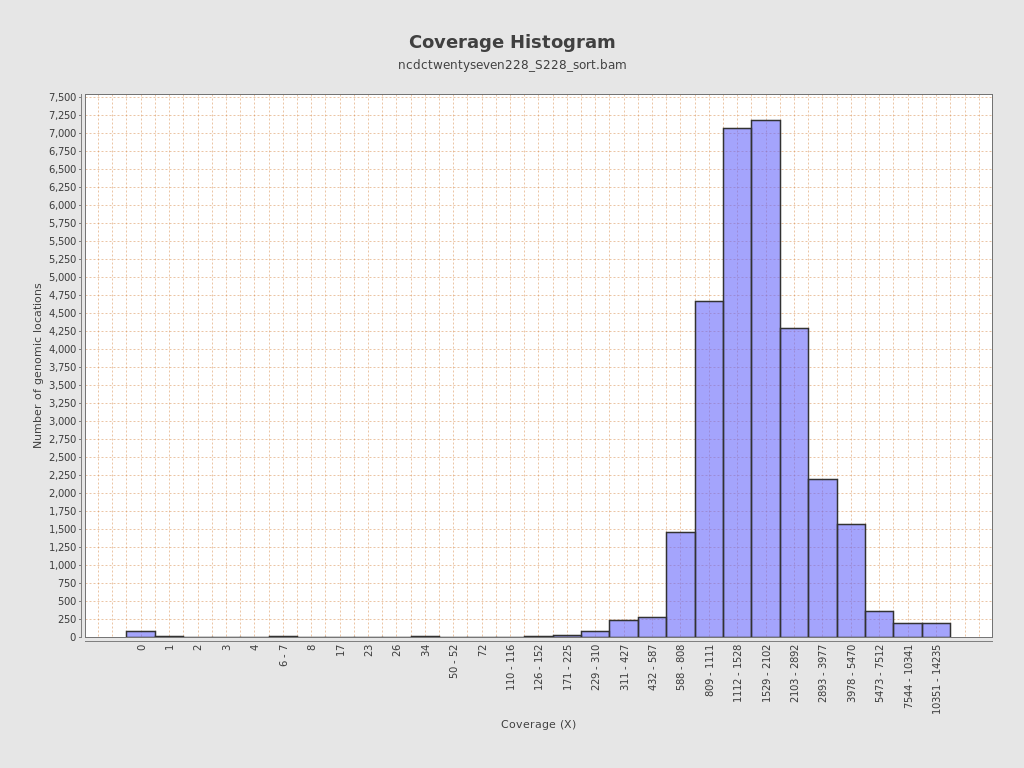 Coverage Histogram
ncdctwentyseven228_S228_sort.bam
Number of genomic locations
7,500
7,250
7,000
6,750
6,500
6,250
6,000
5,750
5,500
5,250
5,000
4,750
4,500
4,250
4,000
3,750
3,500
3,250
3,000
2,750
2,500
2,250
2,000
1,750
1,500
1,250
1,000
750
500
250
0
0
1
2
3
4
6 - 7
8
17
23
26
34
50 - 52
72
110 - 116
126 - 152
171 - 225
229 - 310
311 - 427
432 - 587
588 - 808
809 - 1111
1112 - 1528
1529 - 2102
2103 - 2892
2893 - 3977
3978 - 5470
5473 - 7512
7544 - 10341
10351 - 14235
Coverage (X)